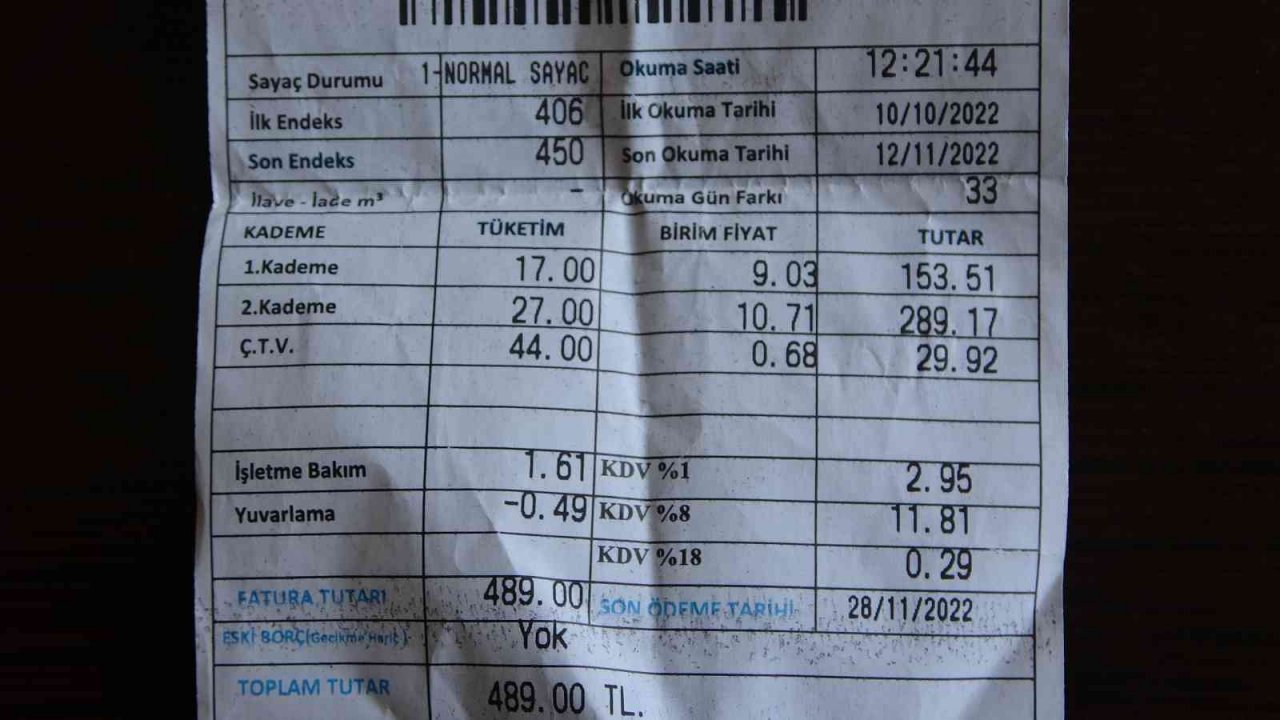 Sayaç Durumu 1-NORMAL SAYAC Okuma Saati 12:21:44
İlk Endeks 406 İlk Okuma Tarihi 10/10/2022
Son Endeks 450 Son Okuma Tarihi 12/11/2022
İlave - İade m³ - Okuma Gün Farkı 33
KADEME TÜKETİM BİRİM FİYAT TUTAR
1.Kademe 17.00 9.03 153.51
2.Kademe 27.00 10.71 289.17
Ç.T.V. 44.00 0.68 29.92
İşletme Bakım 1.61 KDV %1 2.95
Yuvarlama -0.49 KDV %8 11.81
KDV %18 0.29
FATURA TUTARI 489.00 SON ÖDEME TARİHİ 28/11/2022
ESKİ BORÇ(Gecikme Hariç) Yok
TOPLAM TUTAR 489.00 TL.